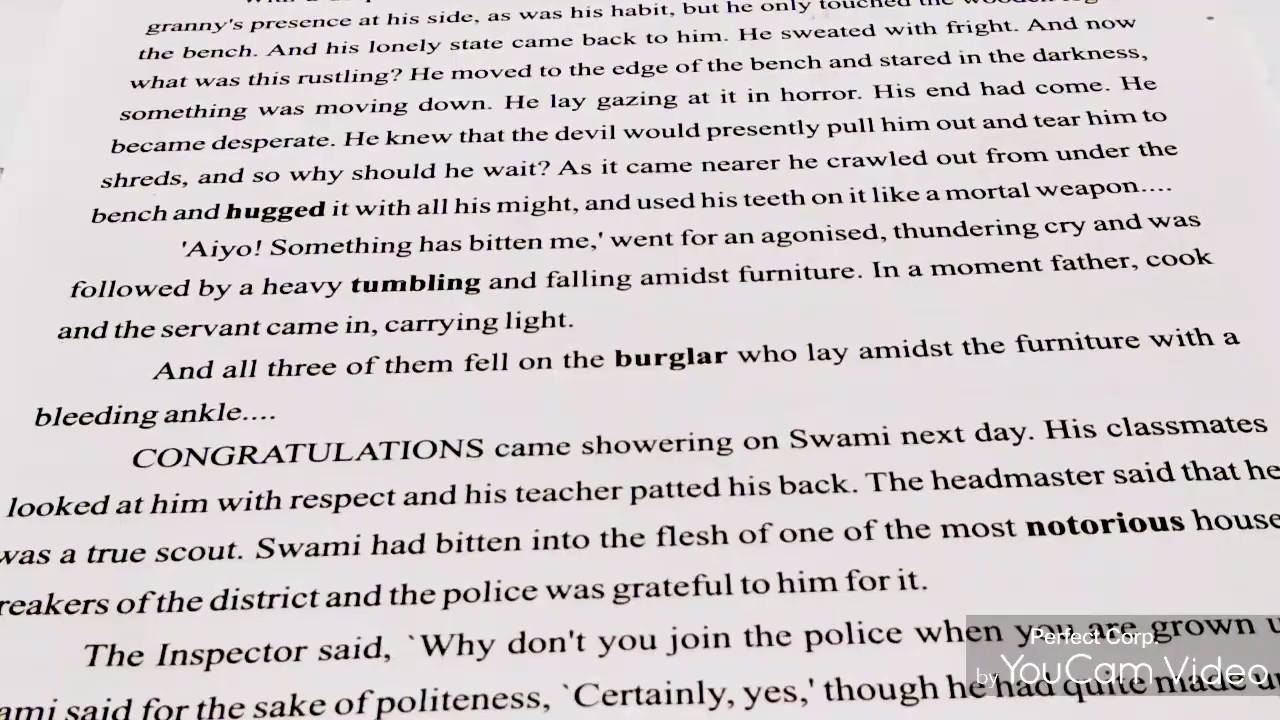 granny's presence at his side, as was his habit, but he only touched the wooden
the bench. And his lonely state came back to him. He sweated with fright. And now
what was this rustling? He moved to the edge of the bench and stared in the darkness,
something was moving down. He lay gazing at it in horror. His end had come. He
became desperate. He knew that the devil would presently pull him out and tear him to
shreds, and so why should he wait? As it came nearer he crawled out from under the
bench and hugged it with all his might, and used his teeth on it like a mortal weapon....
'Aiyo! Something has bitten me,' went for an agonised, thundering cry and was
followed by a heavy tumbling and falling amidst furniture. In a moment father, cook
and the servant came in, carrying light.
And all three of them fell on the burglar who lay amidst the furniture with a
bleeding ankle....
CONGRATULATIONS came showering on Swami next day. His classmates
looked at him with respect and his teacher patted his back. The headmaster said that he
was a true scout. Swami had bitten into the flesh of one of the most notorious house
reakers of the district and the police was grateful to him for it.
The Inspector said, `Why don't you join the police when you are grown u
ami said for the sake of politeness, `Certainly, yes,' though he had quite made u
Perfect Corp.
by YouCam Video